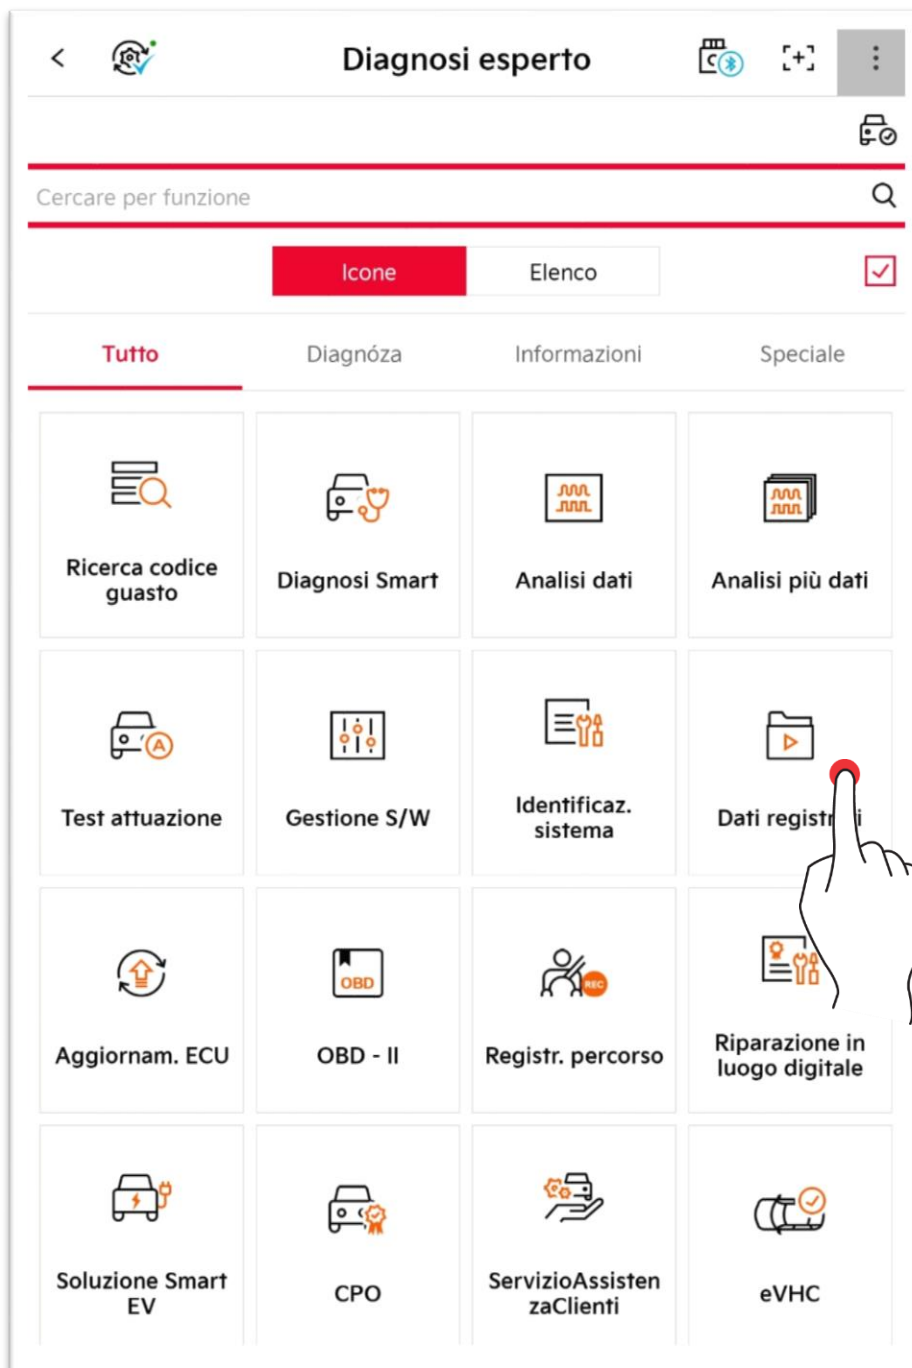 Diagnosi esperto
Cercare per funzione
Icone
Elenco
Tutto
Diagnóza
Informazioni
Speciale
Ricerca codice
guasto
Diagnosi Smart
Analisi dati
Analisi più dati
A
Test attuazione
Gestione S/W
Identificaz.
sistema
Dati
Aggiornam. ECU
OBD
OBD - II
REC
Registr. percorso
Riparazione in
luogo digitale
Soluzione Smart
EV
CPO
ServizioAssisten
zaClienti
eVHC